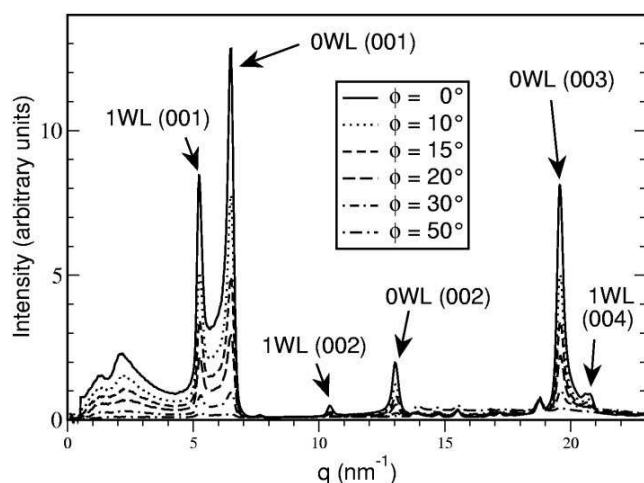 0WL (001)
1WL (001)
ϕ = 0°
ϕ = 10°
ϕ = 15°
ϕ = 20°
ϕ = 30°
ϕ = 50°
0WL (003)
1WL (002)
0WL (002)
1WL
(004)
Intensity (arbitrary units)
10
5
0
0 5 10 15 20
q (nm⁻¹)